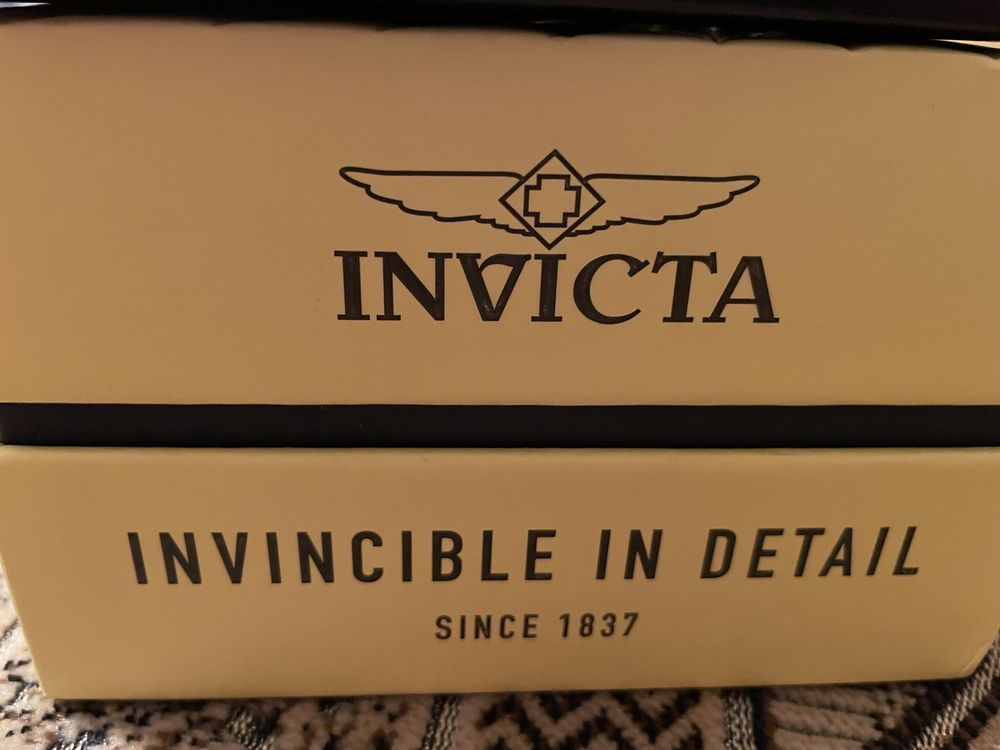 INVICTA
INVINCIBLE IN DETAIL
SINCE 1837